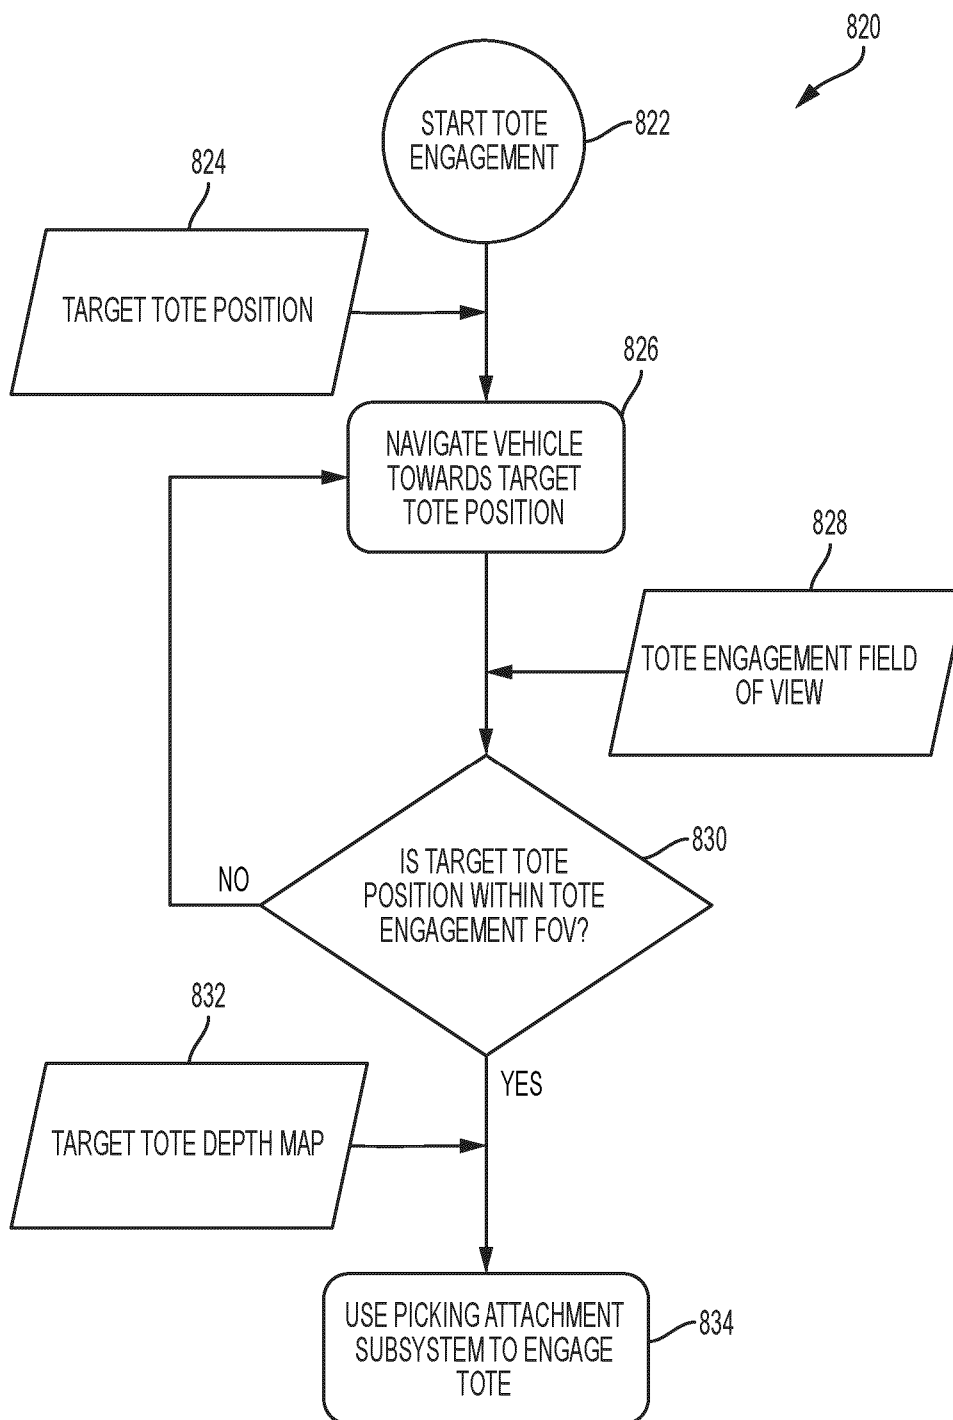 820
START TOTE
ENGAGEMENT
822
824
TARGET TOTE POSITION
826
NAVIGATE VEHICLE
TOWARDS TARGET
TOTE POSITION
828
TOTE ENGAGEMENT FIELD
OF VIEW
830
IS TARGET TOTE
POSITION WITHIN TOTE
ENGAGEMENT FOV?
NO
832
YES
TARGET TOTE DEPTH MAP
USE PICKING ATTACHMENT
SUBSYSTEM TO ENGAGE
TOTE
834